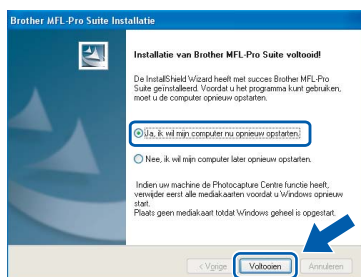 Brother MFL-Pro Suite Installatie
Installatie van Brother MFL-Pro Suite voltooid!
De InstallShield Wizard heeft met succes Brother MFL-Pro
Suite geïnstalleerd. Voordat u het programma kunt gebruiken,
moet u de computer opnieuw opstarten.
Ja, ik wil mijn computer nu opnieuw opstarten.
Nee, ik wil mijn computer later opnieuw opstarten.
Indien uw machine de Photocapture Centre functie heeft,
verwijder eerst alle mediakaarten voordat u Windows opnieuw
start.
Plaats geen mediakaart totdat Windows geheel is opgestart.
< Vorige
Voltooien
Annuleren